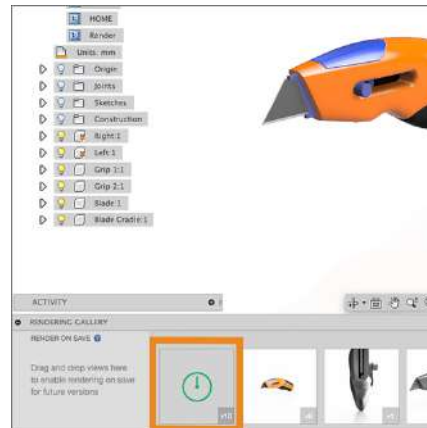 HOME
Render
Units: mm
Origin
Joints
Sketches
Construction
Right:1
Left:1
Grip 1:1
Grip 2:1
Blade:1
Blade Cradle:1
ACTIVITY
RENDERING GALLERY
RENDER ON SAVE
Drag and drop views here
to enable rendering on save
for future versions
v10